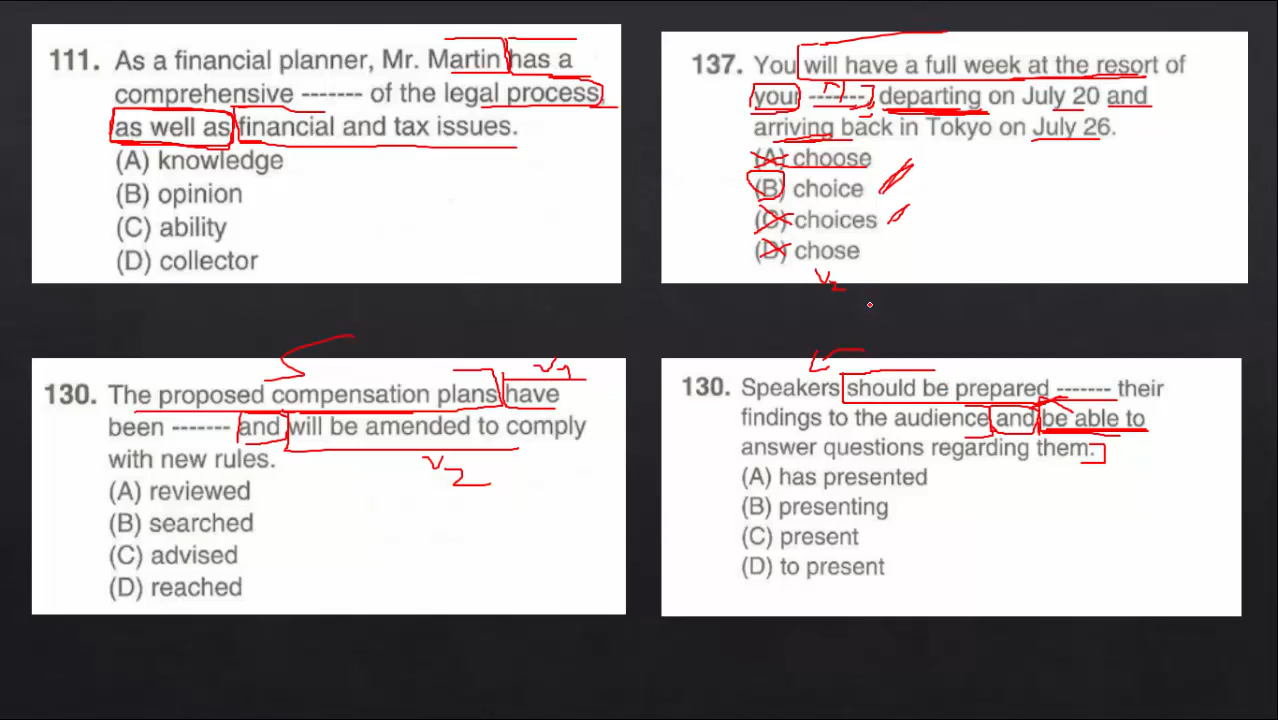 111. As a financial planner, Mr. Martin has a
comprehensive ------- of the legal process,
as well as financial and tax issues.
(A) knowledge
(B) opinion
(C) ability
(D) collector
137. You will have a full week at the resort of
your -------, departing on July 20 and
arriving back in Tokyo on July 26.
(A) choose
(B) choice
(C) choices
(D) chose
V2
V1
130. The proposed compensation plans have
been ------- and will be amended to comply
with new rules.
V2
(A) reviewed
(B) searched
(C) advised
(D) reached
130. Speakers should be prepared ------- their
findings to the audience and be able to
answer questions regarding them.
(A) has presented
(B) presenting
(C) present
(D) to present